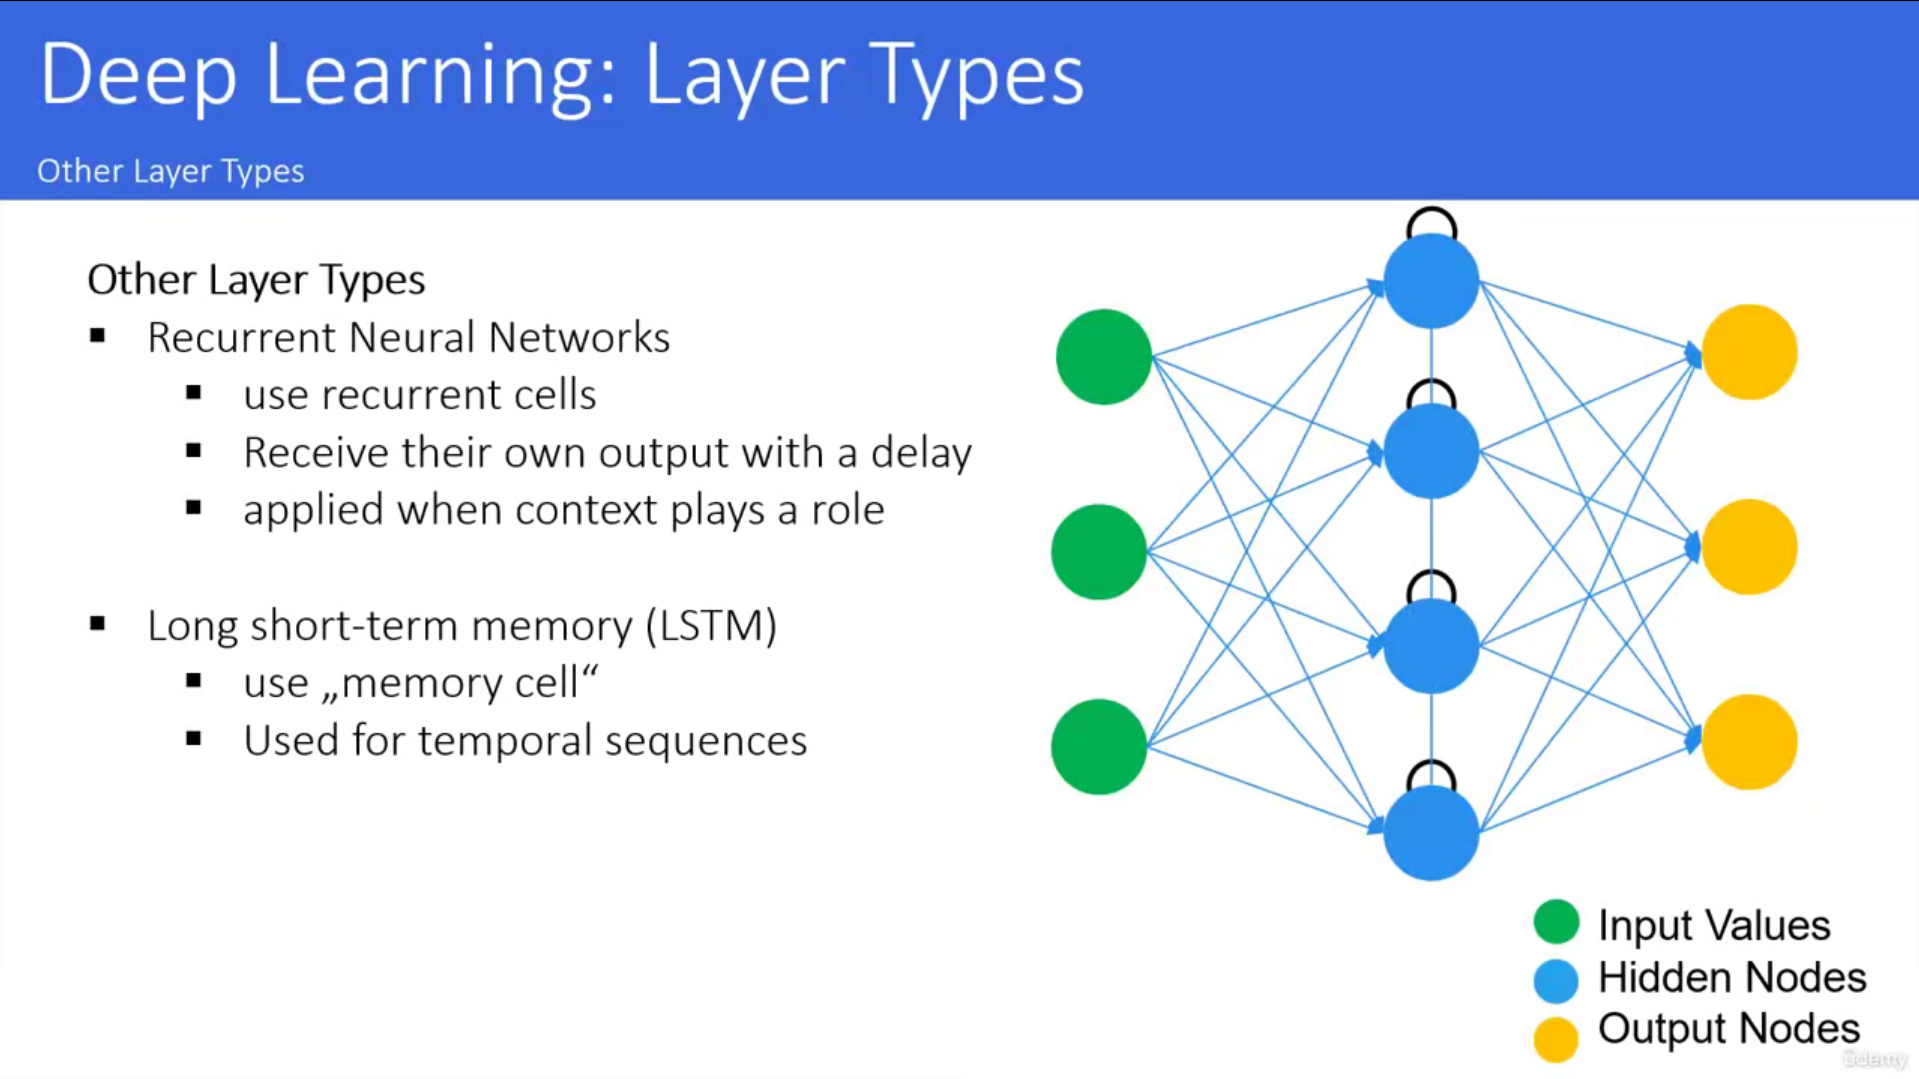 Deep Learning: Layer Types
Other Layer Types
Other Layer Types
▪ Recurrent Neural Networks
▪ use recurrent cells
▪ Receive their own output with a delay
▪ applied when context plays a role
▪ Long short-term memory (LSTM)
▪ use „memory cell“
▪ Used for temporal sequences
Input Values
Hidden Nodes
Output Nodes
ûdemy